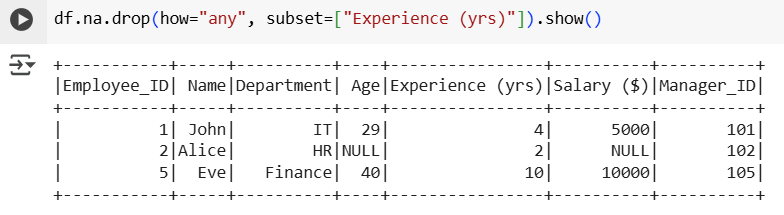 df.na.drop(how="any", subset=["Experience (yrs)"]).show()
+-----------+-----+----------+----+----------------+----------+----------+
|Employee_ID| Name|Department| Age|Experience (yrs)|Salary ($)|Manager_ID|
+-----------+-----+----------+----+----------------+----------+----------+
|          1| John|        IT|  29|               4|      5000|       101|
|          2|Alice|        HR|NULL|               2|      NULL|       102|
|          5|  Eve|   Finance|  40|              10|     10000|       105|
+-----------+-----+----------+----+----------------+----------+----------+